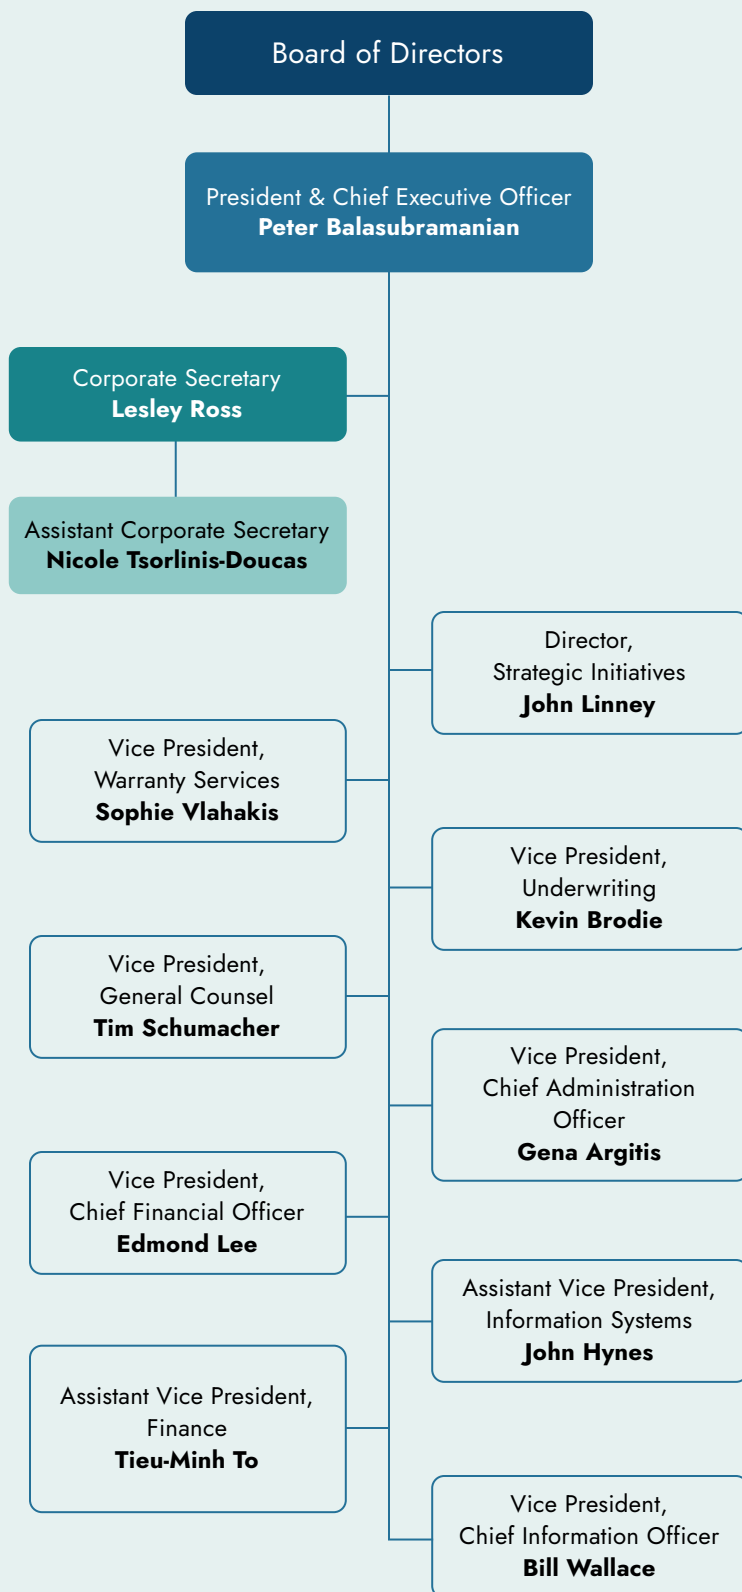 Board of Directors
President & Chief Executive Officer
Peter Balasubramanian
Corporate Secretary
Lesley Ross
Assistant Corporate Secretary
Nicole Tsorlinis-Doucas
Director,
Strategic Initiatives
John Linney
Vice President,
Warranty Services
Sophie Vlahakis
Vice President,
Underwriting
Kevin Brodie
Vice President,
General Counsel
Tim Schumacher
Vice President,
Chief Administration
Officer
Gena Argitis
Vice President,
Chief Financial Officer
Edmond Lee
Assistant Vice President,
Information Systems
John Hynes
Assistant Vice President,
Finance
Tieu-Minh To
Vice President,
Chief Information Officer
Bill Wallace